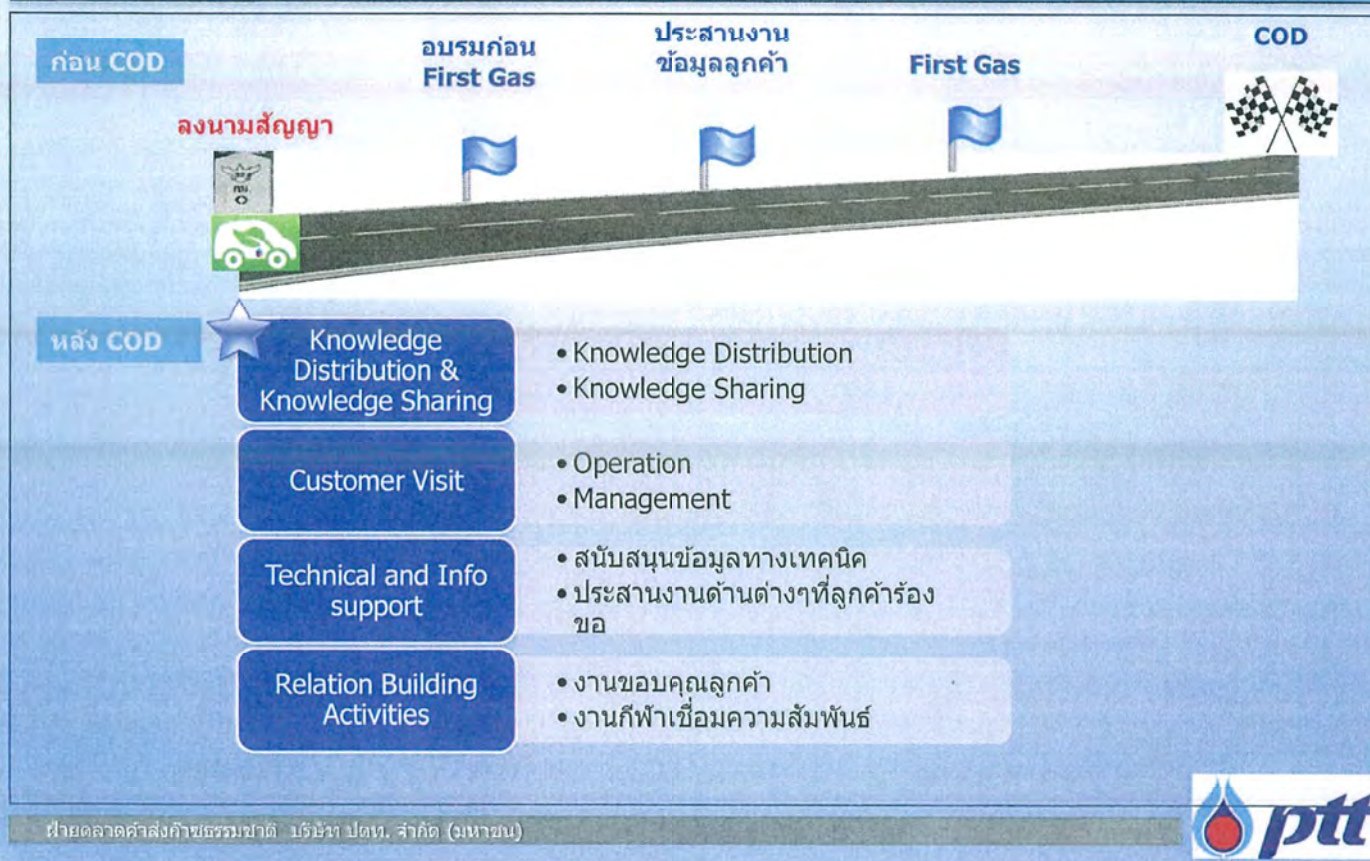 ก่อน COD
อบรมก่อน
First Gas
ประสานงาน
ข้อมูลลูกค้า
First Gas
COD
ลงนามสัญญา
กม
0
หลัง COD
Knowledge
Distribution &
Knowledge Sharing
• Knowledge Distribution
• Knowledge Sharing
Customer Visit
• Operation
• Management
Technical and Info
support
• สนับสนุนข้อมูลทางเทคนิค
• ประสานงานด้านต่างๆที่ลูกค้าร้อง
ขอ
Relation Building
Activities
• งานขอบคุณลูกค้า
• งานกีฬาเชื่อมความสัมพันธ์
ฝ่ายตลาดค้าส่งก๊าซธรรมชาติ บริษัท ปตท. จำกัด (มหาชน)
ptt